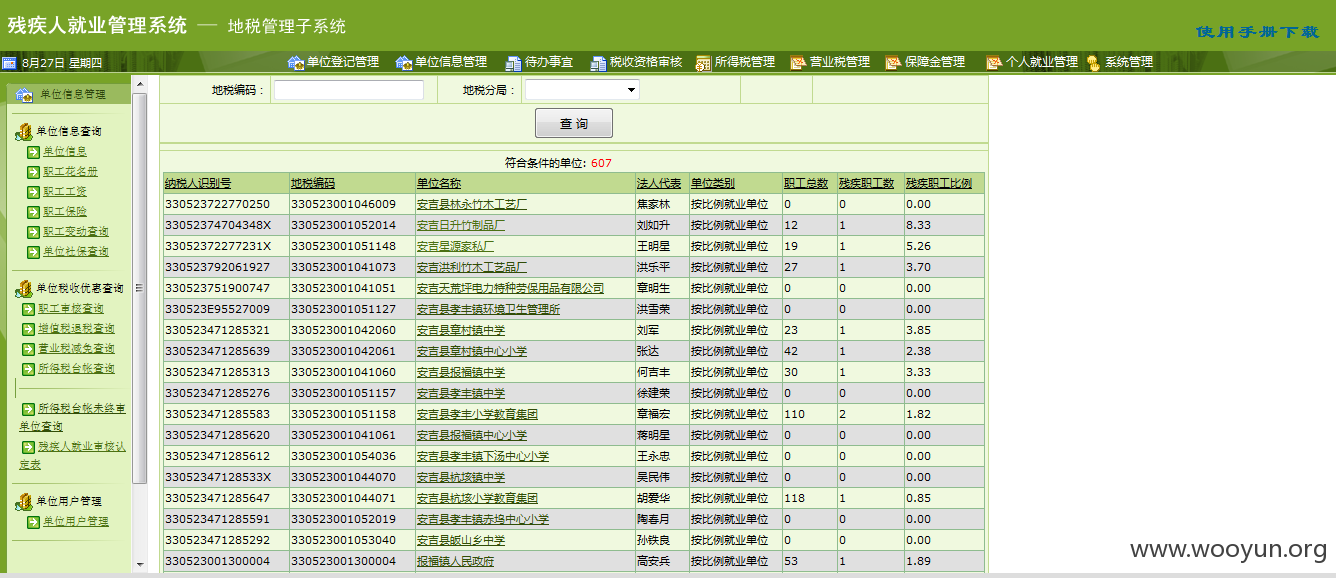 残疾人就业管理系统 — 地税管理子系统
使用手册下载
8月27日 星期四
单位登记管理 单位信息管理 待办事宜 税收资格审核 所得税管理 营业税管理 保障金管理 个人就业管理 系统管理
单位信息管理
单位信息查询
单位信息
职工花名册
职工工资
职工保险
职工变动查询
单位社保查询
单位税收优惠查询
职工审核查询
增值税退税查询
营业税减免查询
所得税台帐查询
所得税台帐未终审
单位查询
残疾人就业审核认
定表
单位用户管理
单位用户管理
地税编码： 地税分局：
查 询
符合条件的单位: 607
纳税人识别号 地税编码 单位名称 法人代表 单位类别 职工总数 残疾职工数 残疾职工比例
330523722770250 330523001046009 安吉县林永竹木工艺厂 焦家林 按比例就业单位 0 0 0.00
33052374704348X 330523001052014 安吉日升竹制品厂 刘如升 按比例就业单位 12 1 8.33
33052372277231X 330523001051148 安吉星源家私厂 王明星 按比例就业单位 19 1 5.26
330523792061927 330523001041073 安吉洪利竹木工艺品厂 洪乐平 按比例就业单位 27 1 3.70
330523751900747 330523001041051 安吉天荒坪电力特种劳保用品有限公司 章明生 按比例就业单位 0 0 0.00
330523E95527009 330523001051127 安吉县孝丰镇环境卫生管理所 洪雪荣 按比例就业单位 0 0 0.00
330523471285321 330523001042060 安吉县章村镇中学 刘军 按比例就业单位 23 1 3.85
330523471285639 330523001042061 安吉县章村镇中心小学 张达 按比例就业单位 42 1 2.38
330523471285313 330523001041060 安吉县报福镇中学 何吉丰 按比例就业单位 30 1 3.33
330523471285276 330523001051157 安吉县孝丰镇中学 徐建荣 按比例就业单位 0 0 0.00
330523471285583 330523001051158 安吉县孝丰小学教育集团 章福宏 按比例就业单位 110 2 1.82
330523471285620 330523001041061 安吉县报福镇中心小学 蒋明星 按比例就业单位 0 0 0.00
330523471285612 330523001054036 安吉县孝丰镇下汤中心小学 王永忠 按比例就业单位 0 0 0.00
33052347128533X 330523001044070 安吉县杭垓镇中学 吴民伟 按比例就业单位 0 0 0.00
330523471285647 330523001044071 安吉县杭垓小学教育集团 胡爱华 按比例就业单位 118 1 0.85
330523471285591 330523001052019 安吉县孝丰镇赤坞中心小学 陶春月 按比例就业单位 0 0 0.00
330523471285292 330523001053040 安吉县皈山乡中学 孙铁良 按比例就业单位 0 0 0.00
330523001300004 330523001300004 报福镇人民政府 高安兵 按比例就业单位 53 1 1.89
www.wooyun.org